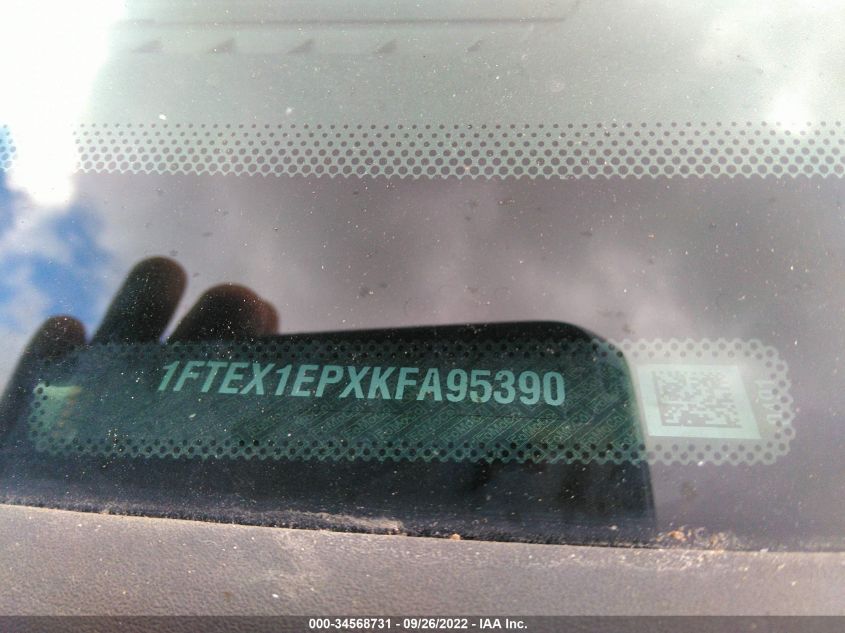 1FTEX1EPXKFA95390
000-34568731 - 09/26/2022 - IAA Inc.